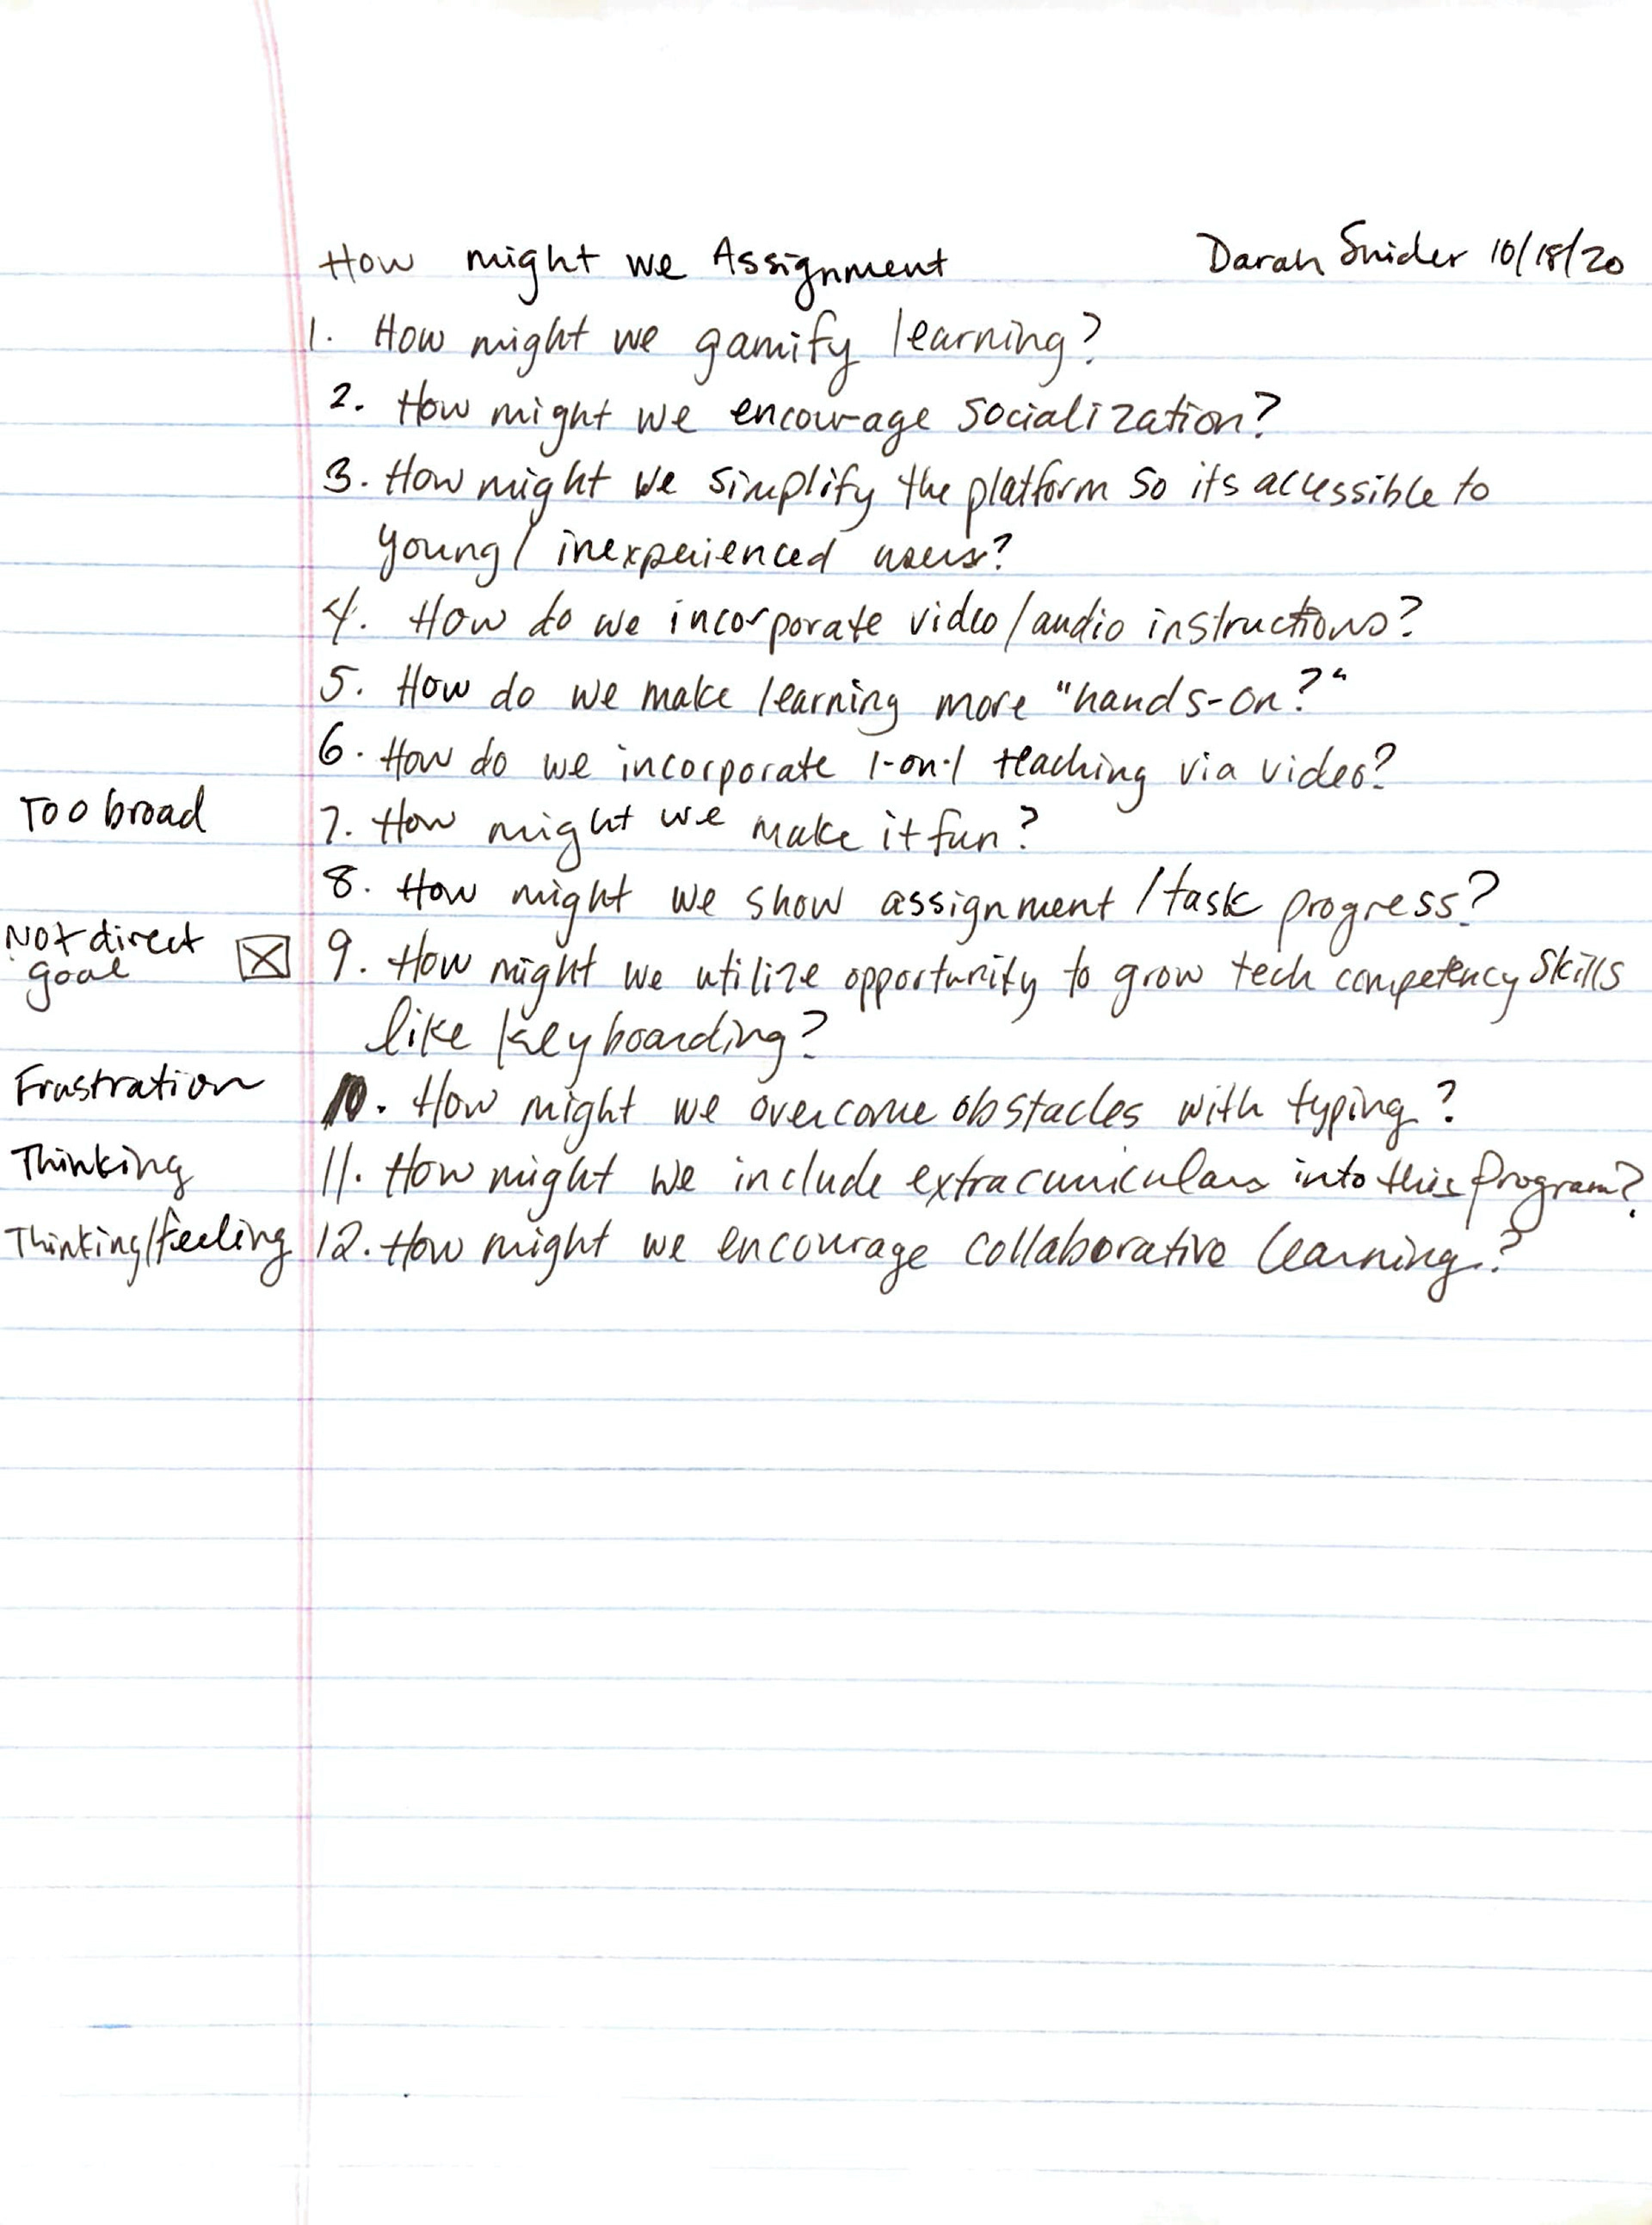 How might we Assignment Darah Snider 10/18/20
1. How might we gamify learning?
2. How might we encourage socialization?
3. How might we simplify the platform so its accessible to
young/inexperienced users?
4. How do we incorporate video/audio instructions?
5. How do we make learning more "hands-on?"
6. How do we incorporate 1-on-1 teaching via video?
Too broad 7. How might we make it fun?
8. How might we show assignment/task progress?
Not direct goal 9. How might we utilize opportunity to grow tech competency skills
like keyboarding?
Frustration 10. How might we overcome obstacles with typing?
Thinking 11. How might we include extracurriculars into this program?
Thinking/feeling 12. How might we encourage collaborative learning?